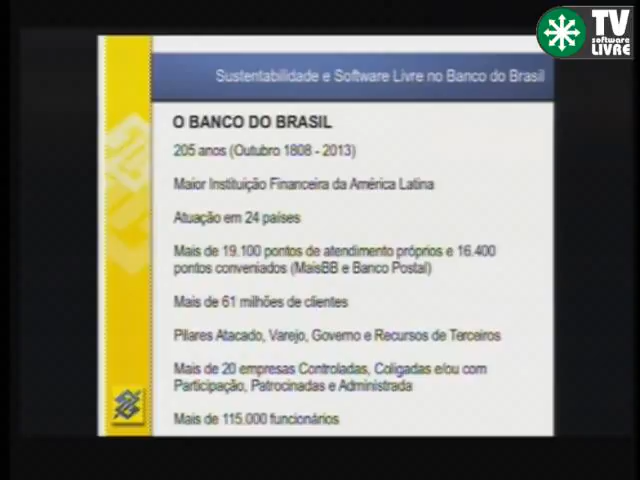 TV
software
LIVRE
Sustentabilidade e Software Livre no Banco do Brasil
O BANCO DO BRASIL
205 anos (Outubro 1808 - 2013)
Maior Instituição Financeira da América Latina
Atuação em 24 países
Mais de 19.100 pontos de atendimento próprios e 16.400
pontos conveniados (MaisBB e Banco Postal)
Mais de 61 milhões de clientes
Pilares Atacado, Varejo, Governo e Recursos de Terceiros
Mais de 20 empresas Controladas, Coligadas e/ou com
Participação, Patrocinadas e Administrada
Mais de 115.000 funcionários